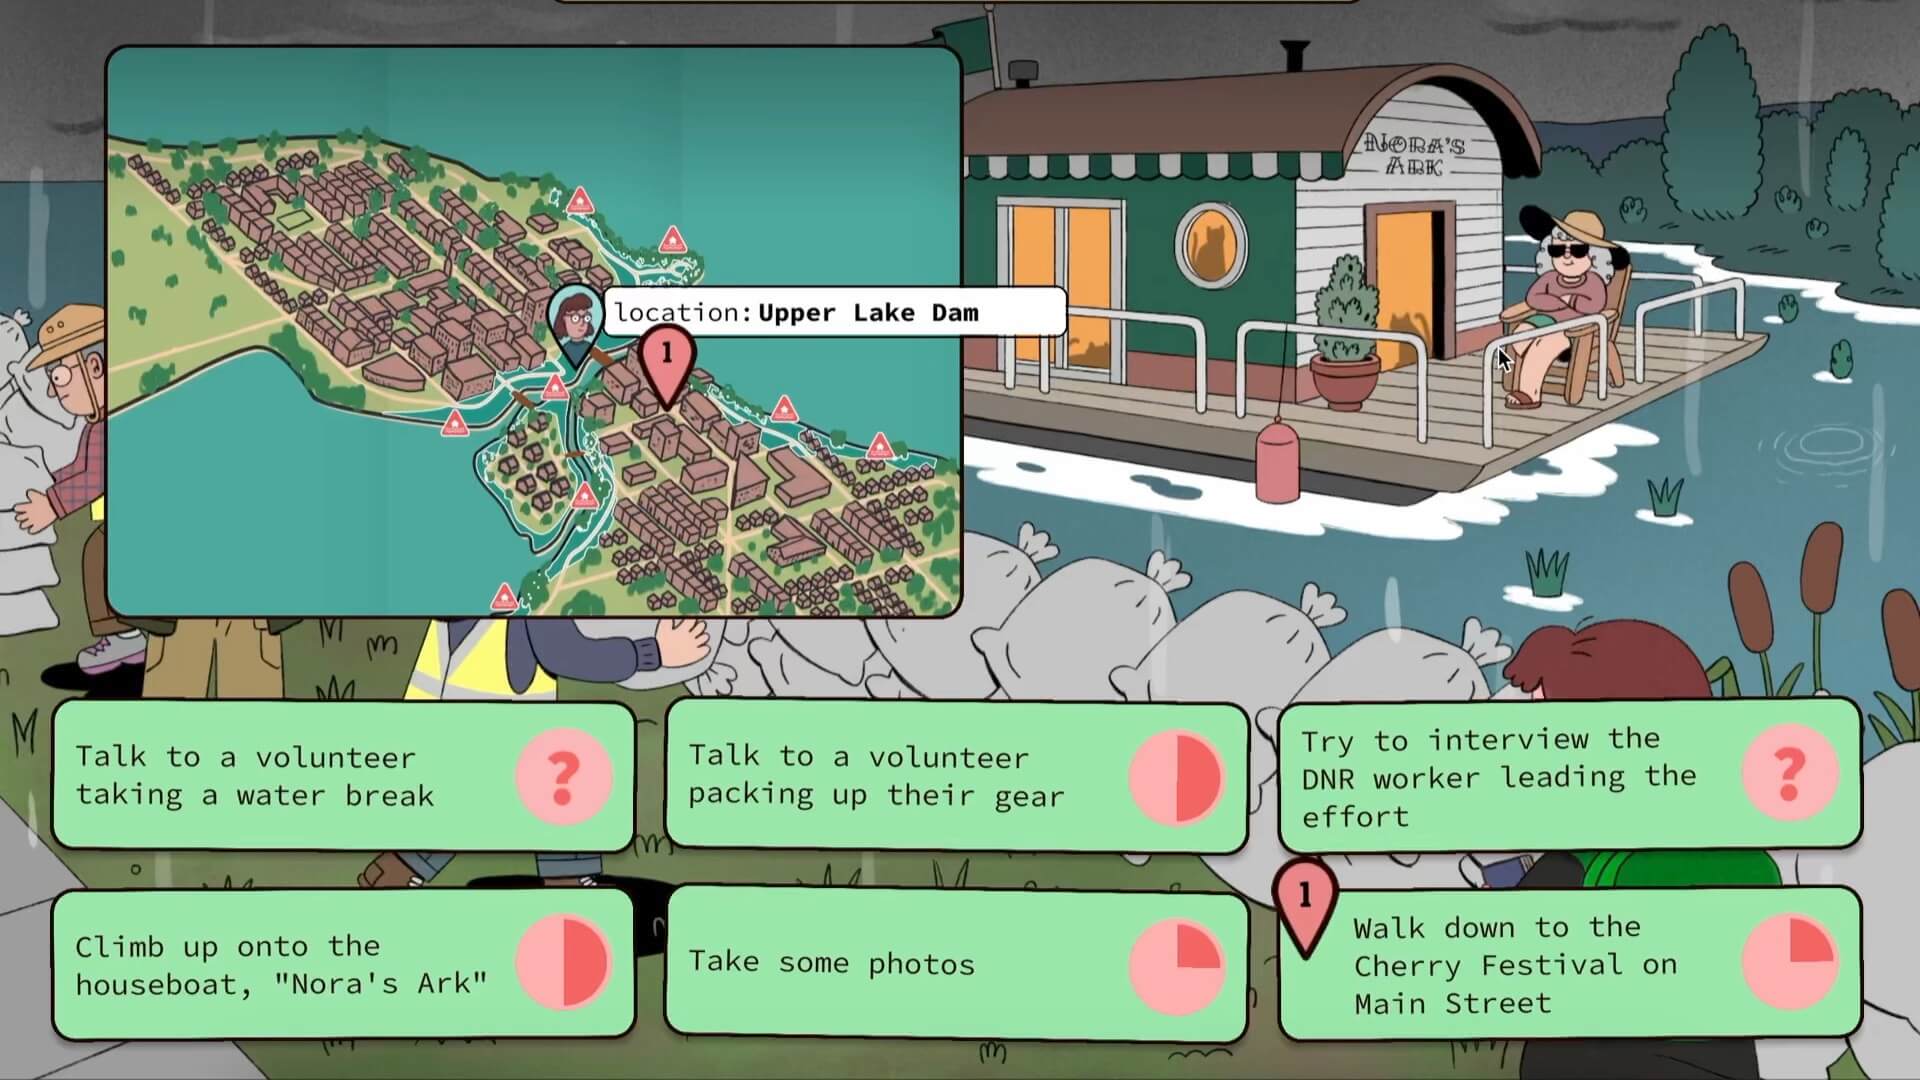 NORA'S
ARK
location: Upper Lake Dam
1
Talk to a volunteer
taking a water break
?
Talk to a volunteer
packing up their gear
Try to interview the
DNR worker leading the
effort
?
Climb up onto the
houseboat, "Nora's Ark"
Take some photos
1
Walk down to the
Cherry Festival on
Main Street